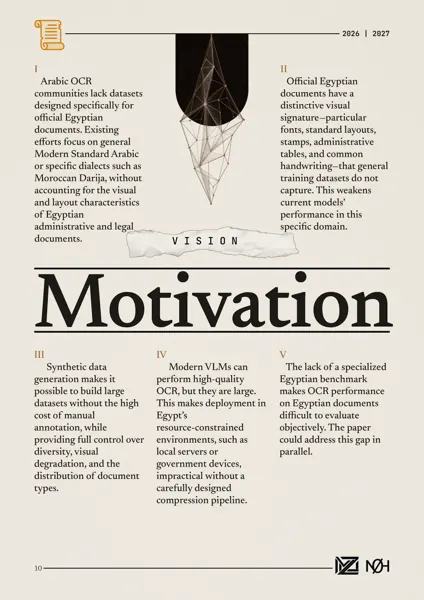 2026 | 2027
I
Arabic OCR
communities lack datasets
designed specifically for
official Egyptian
documents. Existing
efforts focus on general
Modern Standard Arabic
or specific dialects such as
Moroccan Darija, without
accounting for the visual
and layout characteristics
of Egyptian
administrative and legal
documents.
II
Official Egyptian
documents have a
distinctive visual
signature—particular
fonts, standard layouts,
stamps, administrative
tables, and common
handwriting—that general
training datasets do not
capture. This weakens
current models'
performance in this
specific domain.
VISION
Motivation
III
Synthetic data
generation makes it
possible to build large
datasets without the high
cost of manual
annotation, while
providing full control over
diversity, visual
degradation, and the
distribution of document
types.
IV
Modern VLMs can
perform high-quality
OCR, but they are large.
This makes deployment in
Egypt's
resource-constrained
environments, such as
local servers or
government devices,
impractical without a
carefully designed
compression pipeline.
V
The lack of a specialized
Egyptian benchmark
makes OCR performance
on Egyptian documents
difficult to evaluate
objectively. The paper
could address this gap in
parallel.
10